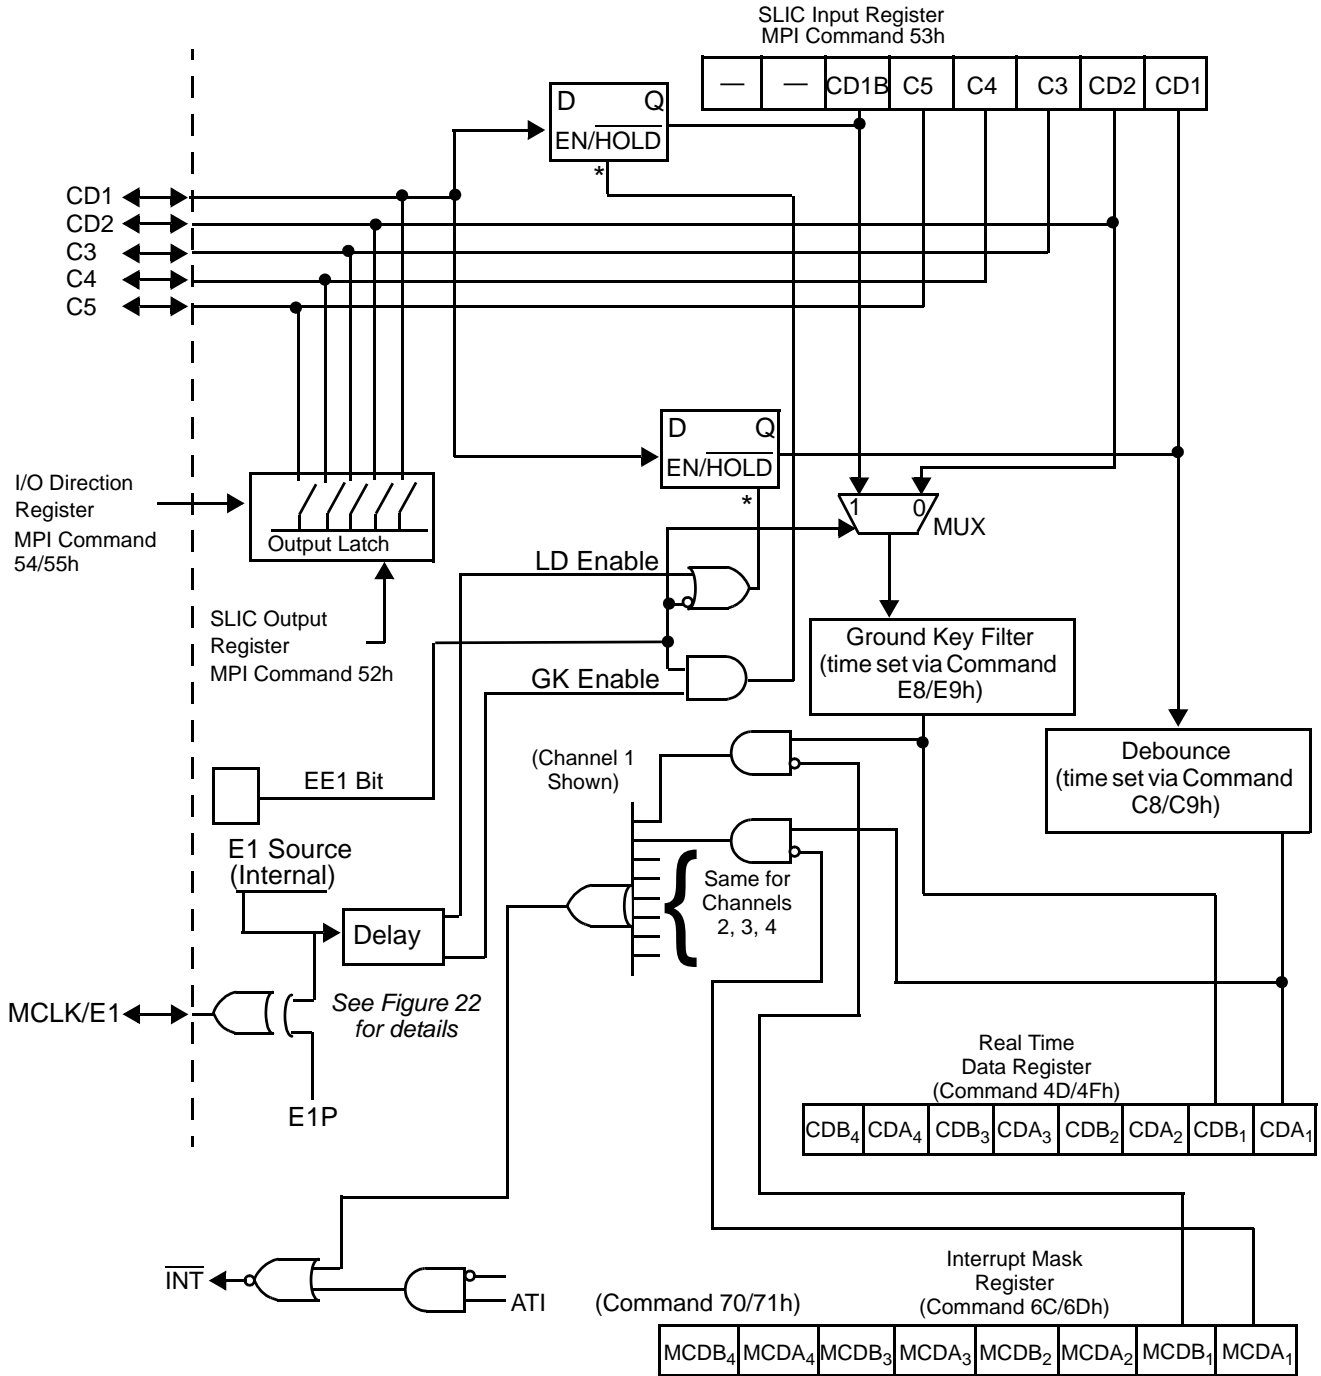 SLIC Input Register
MPI Command 53h
— — CD1B C5 C4 C3 CD2 CD1
D Q
EN/HOLD
*
CD1
CD2
C3
C4
C5
D Q
EN/HOLD
*
I/O Direction
Register
MPI Command
54/55h
Output Latch
1 0
MUX
LD Enable
SLIC Output
Register
MPI Command 52h
GK Enable
Ground Key Filter
(time set via Command
E8/E9h)
(Channel 1
Shown)
Debounce
(time set via Command
C8/C9h)
EE1 Bit
E1 Source
(Internal)
Same for
Channels
2, 3, 4
{
Delay
See Figure 22
for details
MCLK/E1
E1P
Real Time
Data Register
(Command 4D/4Fh)
CDB4 CDA4 CDB3 CDA3 CDB2 CDA2 CDB1 CDA1
INT
ATI
Interrupt Mask
Register
(Command 6C/6Dh)
(Command 70/71h)
MCDB4 MCDA4 MCDB3 MCDA3 MCDB2 MCDA2 MCDB1 MCDA1